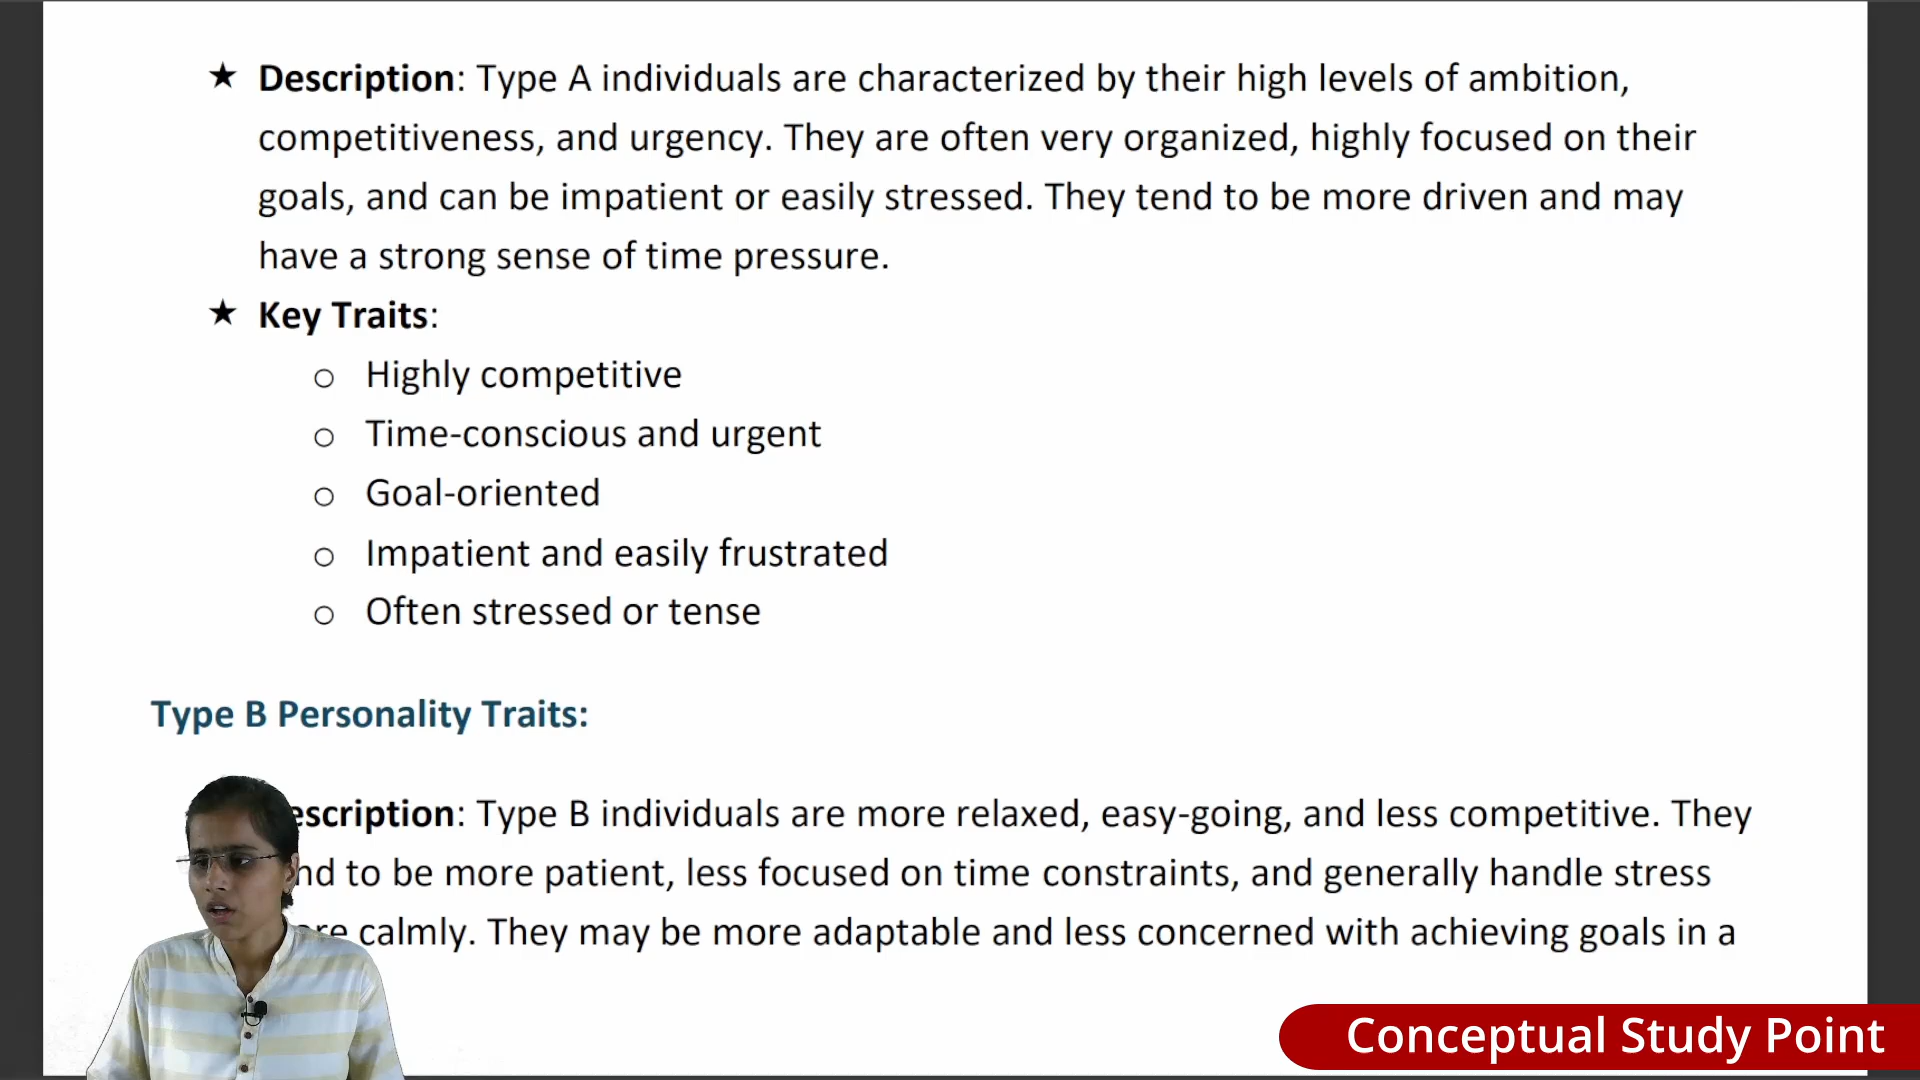 ★ Description: Type A individuals are characterized by their high levels of ambition,
competitiveness, and urgency. They are often very organized, highly focused on their
goals, and can be impatient or easily stressed. They tend to be more driven and may
have a strong sense of time pressure.
★ Key Traits:
o Highly competitive
o Time-conscious and urgent
o Goal-oriented
o Impatient and easily frustrated
o Often stressed or tense
Type B Personality Traits:
escription: Type B individuals are more relaxed, easy-going, and less competitive. They
nd to be more patient, less focused on time constraints, and generally handle stress
re calmly. They may be more adaptable and less concerned with achieving goals in a
Conceptual Study Point